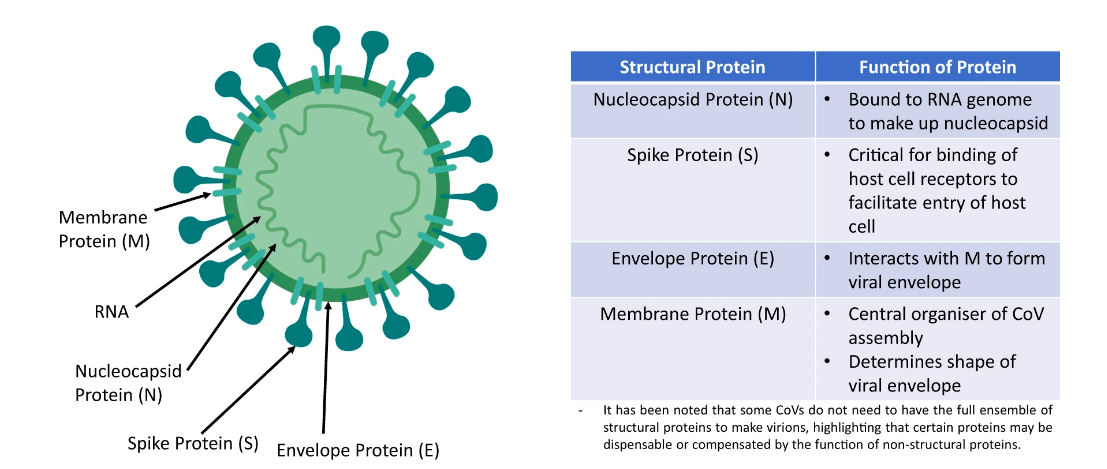 Membrane
Protein (M)
RNA
Nucleocapsid
Protein (N)
Spike Protein (S)
Envelope Protein (E)
Structural Protein
Function of Protein
Nucleocapsid Protein (N)
• Bound to RNA genome
to make up nucleocapsid
Spike Protein (S)
• Critical for binding of
host cell receptors to
facilitate entry of host
cell
Envelope Protein (E)
• Interacts with M to form
viral envelope
Membrane Protein (M)
• Central organiser of CoV
assembly
• Determines shape of
viral envelope
- It has been noted that some CoVs do not need to have the full ensemble of
structural proteins to make virions, highlighting that certain proteins may be
dispensable or compensated by the function of non-structural proteins.